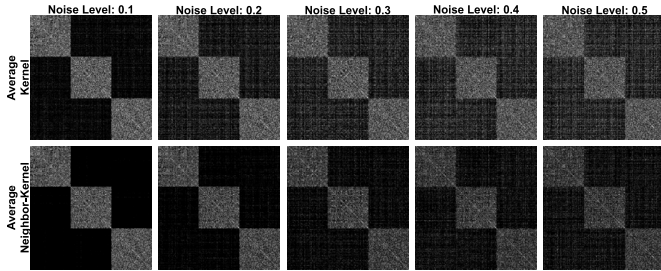 Noise Level: 0.1
Noise Level: 0.2
Noise Level: 0.3
Noise Level: 0.4
Noise Level: 0.5
Average
Kernel
Average
Neighbor-Kernel